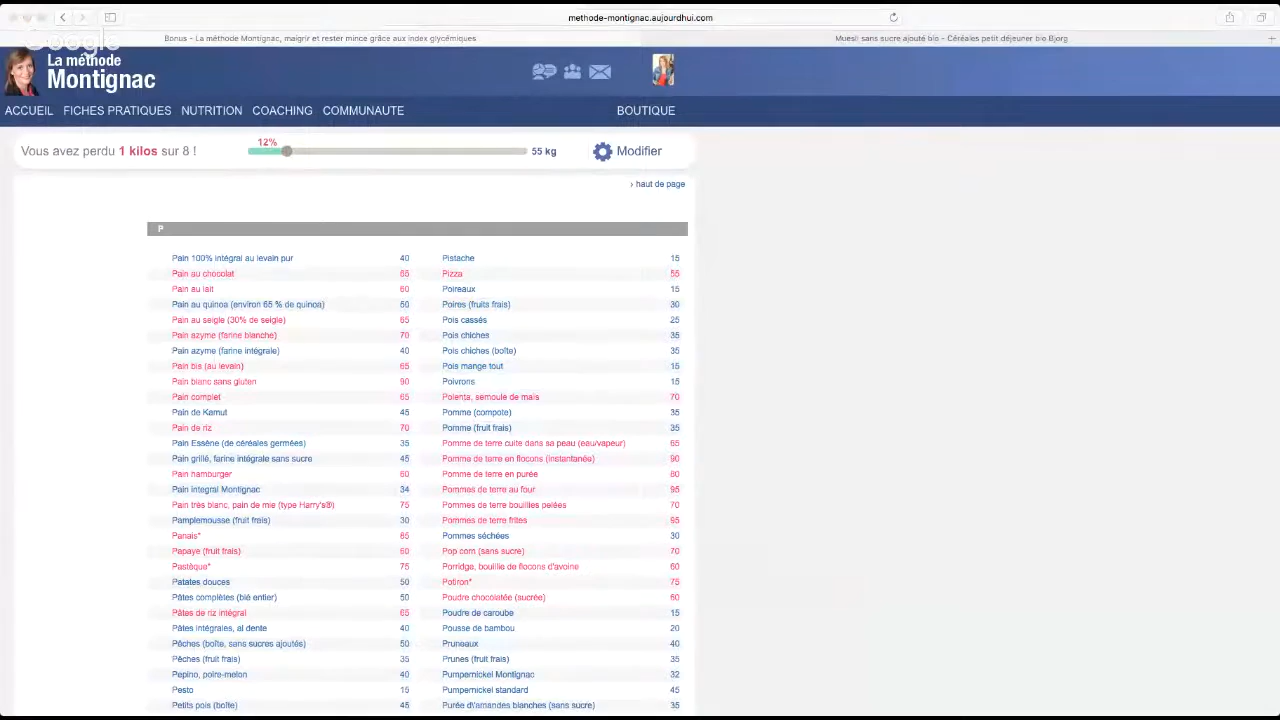 methode-montignac.aujourdhui.com
Bonus - La méthode Montignac, maigrir et rester mince grâce aux index glycémiques
Muesli sans sucre ajouté bio - Céréales petit déjeuner bio Bjorg
Google
La méthode
Montignac
ACCUEIL FICHES PRATIQUES NUTRITION COACHING COMMUNAUTE BOUTIQUE
12%
Vous avez perdu 1 kilos sur 8 ! 55 kg Modifier
› haut de page
P
Pain 100% intégral au levain pur 40
Pain au chocolat 65
Pain au lait 60
Pain au quinoa (environ 65 % de quinoa) 50
Pain au seigle (30% de seigle) 65
Pain azyme (farine blanche) 70
Pain azyme (farine intégrale) 40
Pain bis (au levain) 65
Pain blanc sans gluten 90
Pain complet 65
Pain de Kamut 45
Pain de riz 70
Pain Essène (de céréales germées) 35
Pain grillé, farine intégrale sans sucre 45
Pain hamburger 60
Pain integral Montignac 34
Pain très blanc, pain de mie (type Harry's®) 75
Pamplemousse (fruit frais) 30
Panais* 65
Papaye (fruit frais) 60
Pastèque* 75
Patates douces 50
Pâtes complètes (blé entier) 50
Pâtes de riz intégral 65
Pâtes intégrales, al dente 40
Pêches (boîte, sans sucres ajoutés) 50
Pêches (fruit frais) 35
Pepino, poire-melon 40
Pesto 15
Petits pois (boîte) 45
Pistache 15
Pizza 55
Poireaux 15
Poires (fruits frais) 30
Pois cassés 25
Pois chiches 35
Pois chiches (boîte) 35
Pois mange tout 15
Poivrons 15
Polenta, semoule de maïs 70
Pomme (compote) 35
Pomme (fruit frais) 35
Pomme de terre cuite dans sa peau (eau/vapeur) 65
Pomme de terre en flocons (instantanée) 90
Pomme de terre en purée 80
Pommes de terre au four 95
Pommes de terre bouillies pelées 70
Pommes de terre frites 95
Pommes séchées 30
Pop corn (sans sucre) 70
Porridge, bouillie de flocons d'avoine 60
Potiron* 75
Poudre chocolatée (sucrée) 60
Poudre de caroube 15
Pousse de bambou 20
Pruneaux 40
Prunes (fruit frais) 35
Pumpernickel Montignac 32
Pumpernickel standard 45
Purée d\'amandes blanches (sans sucre) 35